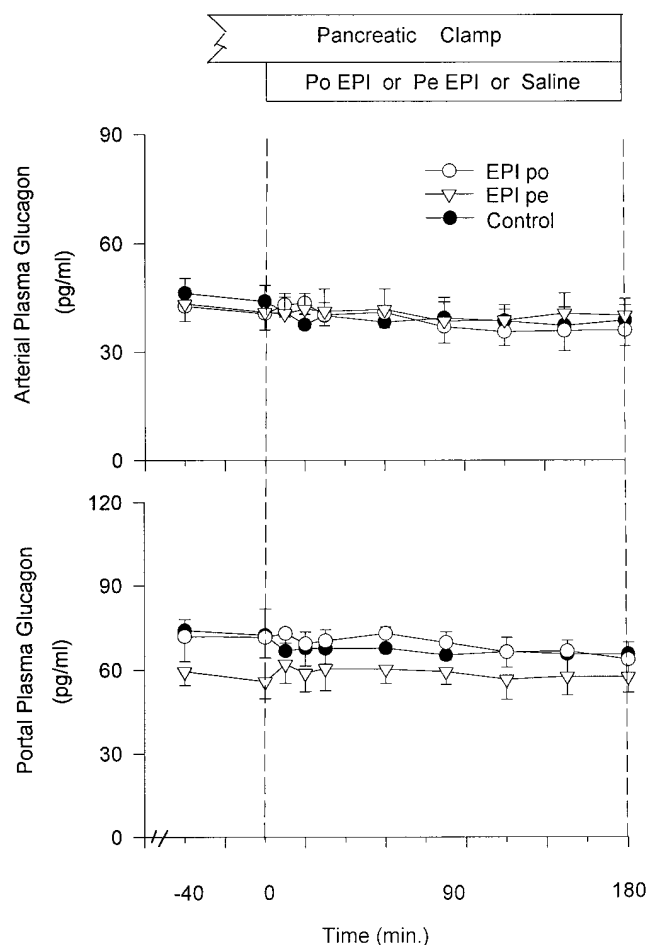 Pancreatic Clamp
Po EPI or Pe EPI or Saline
90
60
30
0
Arterial Plasma Glucagon
(pg/ml)
EPI po
EPI pe
Control
120
90
60
30
0
Portal Plasma Glucagon
(pg/ml)
-40 0 90 180
Time (min.)